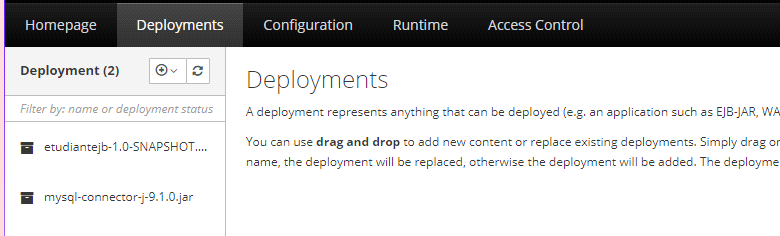 Homepage
Deployments
Configuration
Runtime
Access Control
Deployment (2)
Filter by: name or deployment status
etudiantejb-1.0-SNAPSHOT....
mysql-connector-j-9.1.0.jar
Deployments
A deployment represents anything that can be deployed (e.g. an application such as EJB-JAR, WA
You can use drag and drop to add new content or replace existing deployments. Simply drag or
name, the deployment will be replaced, otherwise the deployment will be added. The deployme